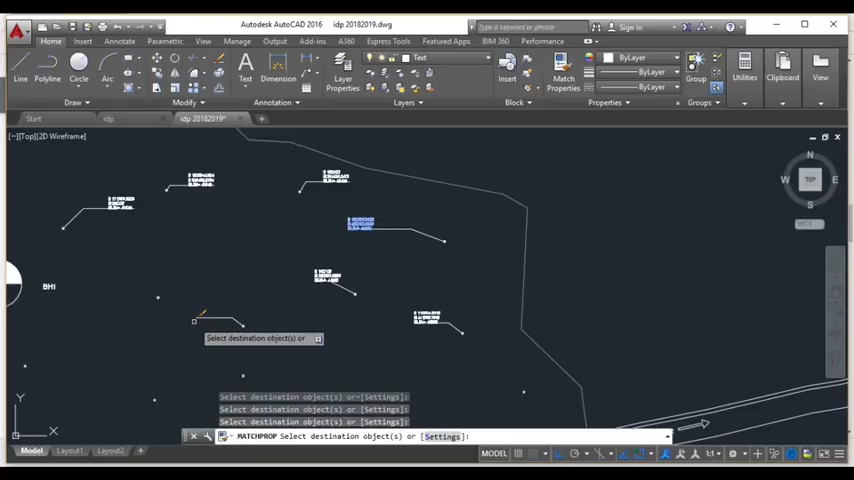 Autodesk AutoCAD 2016 idp 20182019.dwg
Type a keyword or phrase
Sign In
Home Insert Annotate Parametric View Manage Output Add-ins A360 Express Tools Featured Apps BIM 360 Performance
Line Polyline Circle Arc
Text Dimension
Layer Properties
Text
Insert
Match Properties
ByLayer
ByLayer
ByLayer
Group
Utilities
Clipboard
View
Draw Modify Annotation Layers Block Properties Groups
Start idp idp 20182019*
[−][Top][2D Wireframe]
N
W TOP E
S
WCS
BH1
Select destination object(s) or
Y
X
Select destination object(s) or [Settings]:
Select destination object(s) or [Settings]:
Select destination object(s) or [Settings]:
MATCHPROP Select destination object(s) or [Settings]:
Model Layout1 Layout2
MODEL
1:1